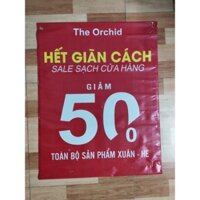 The Orchid
HẾT GIÃN CÁCH
SALE SẠCH CỬA HÀNG
GIẢM
50%
TOÀN BỘ SẢN PHẨM XUÂN - HÈ